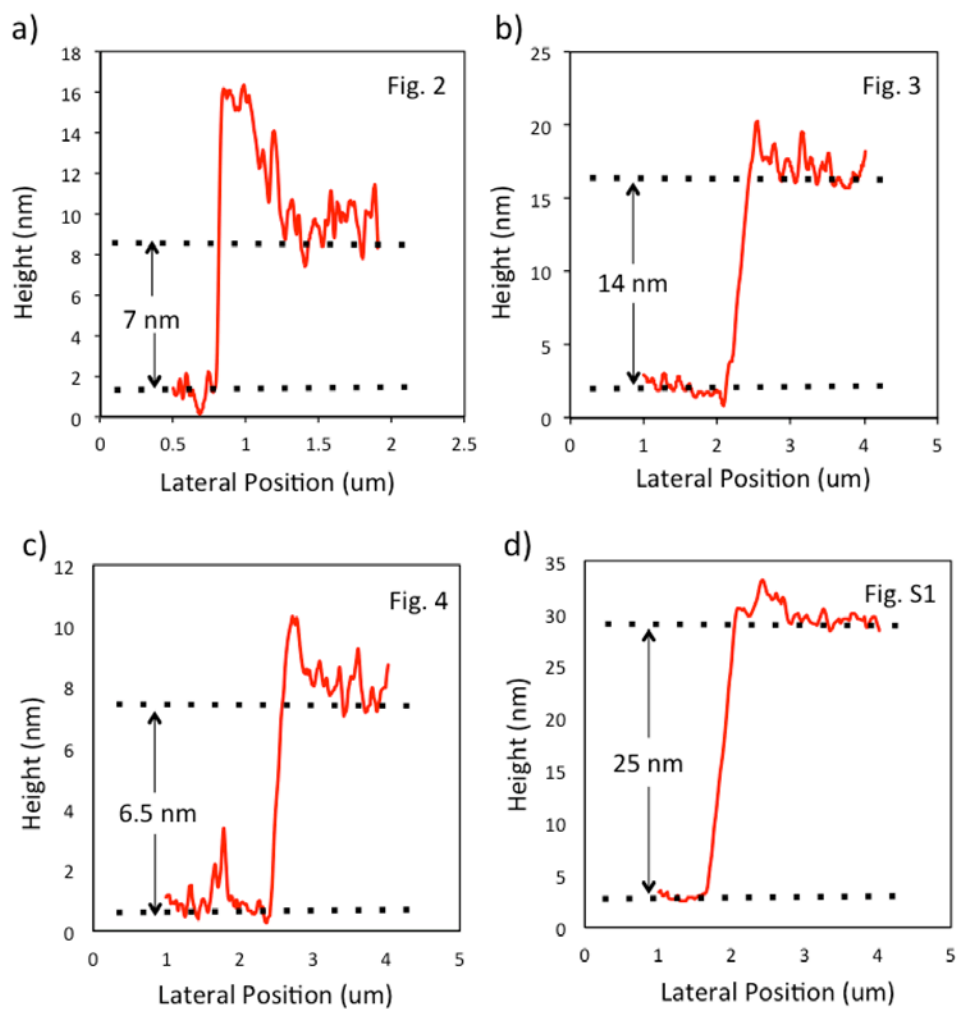 a)
Fig. 2
Height (nm)
18
16
14
12
10
8
6
4
2
0
7 nm
0 0.5 1 1.5 2 2.5
Lateral Position (um)
b)
Fig. 3
Height (nm)
25
20
15
10
5
0
14 nm
0 1 2 3 4 5
Lateral Position (um)
c)
Fig. 4
Height (nm)
12
10
8
6
4
2
0
6.5 nm
0 1 2 3 4 5
Lateral Position (um)
d)
Fig. S1
Height (nm)
35
30
25
20
15
10
5
0
25 nm
0 1 2 3 4 5
Lateral Position (um)